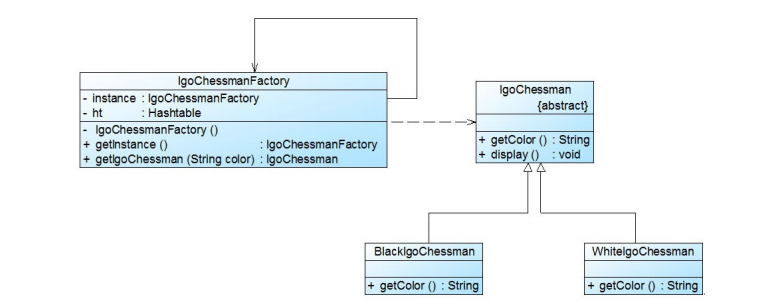 IgoChessmanFactory
- instance : IgoChessmanFactory
- ht : Hashtable
- IgoChessmanFactory ()
+ getInstance () : IgoChessmanFactory
+ getIgoChessman (String color) : IgoChessman
IgoChessman
{abstract}
+ getColor () : String
+ display () : void
BlackIgoChessman
+ getColor () : String
WhiteIgoChessman
+ getColor () : String